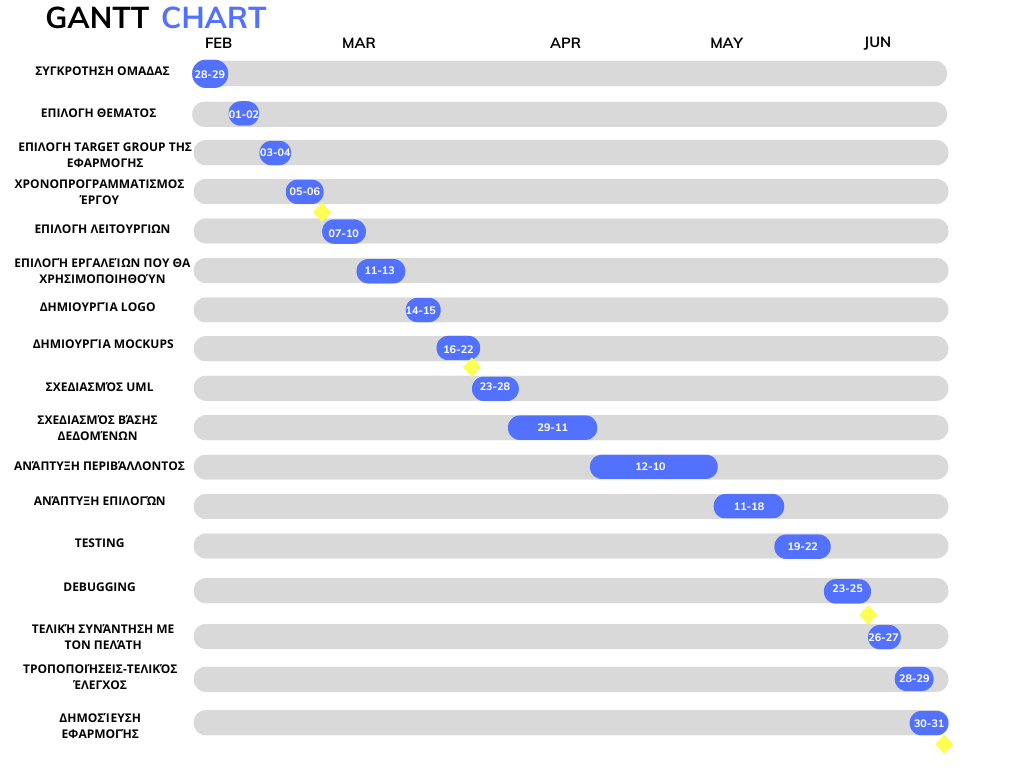 GANTT CHART
FEB MAR APR MAY JUN
ΣΥΓΚΡΟΤΗΣΗ ΟΜΑΔΑΣ
28-29
ΕΠΙΛΟΓΗ ΘΕΜΑΤΟΣ
01-02
ΕΠΙΛΟΓΗ TARGET GROUP ΤΗΣ
ΕΦΑΡΜΟΓΗΣ
03-04
ΧΡΟΝΟΠΡΟΓΡΑΜΜΑΤΙΣΜΟΣ
ΈΡΓΟΥ
05-06
ΕΠΙΛΟΓΗ ΛΕΙΤΟΥΡΓΙΩΝ
07-10
ΕΠΙΛΟΓΉ ΕΡΓΑΛΕΊΩΝ ΠΟΥ ΘΑ
ΧΡΗΣΙΜΟΠΟΙΗΘΟΎΝ
11-13
ΔΗΜΙΟΥΡΓΊΑ LOGO
14-15
ΔΗΜΙΟΥΡΓΊΑ MOCKUPS
16-22
ΣΧΕΔΙΑΣΜΌΣ UML
23-28
ΣΧΕΔΙΑΣΜΌΣ ΒΆΣΗΣ
ΔΕΔΟΜΈΝΩΝ
29-11
ΑΝΆΠΤΥΞΗ ΠΕΡΙΒΆΛΛΟΝΤΟΣ
12-10
ΑΝΆΠΤΥΞΗ ΕΠΙΛΟΓΏΝ
11-18
TESTING
19-22
DEBUGGING
23-25
ΤΕΛΙΚΉ ΣΥΝΆΝΤΗΣΗ ΜΕ
ΤΟΝ ΠΕΛΆΤΗ
26-27
ΤΡΟΠΟΠΟΙΉΣΕΙΣ-ΤΕΛΙΚΌΣ
ΈΛΕΓΧΟΣ
28-29
ΔΗΜΟΣΊΕΥΣΗ
ΕΦΑΡΜΟΓΉΣ
30-31